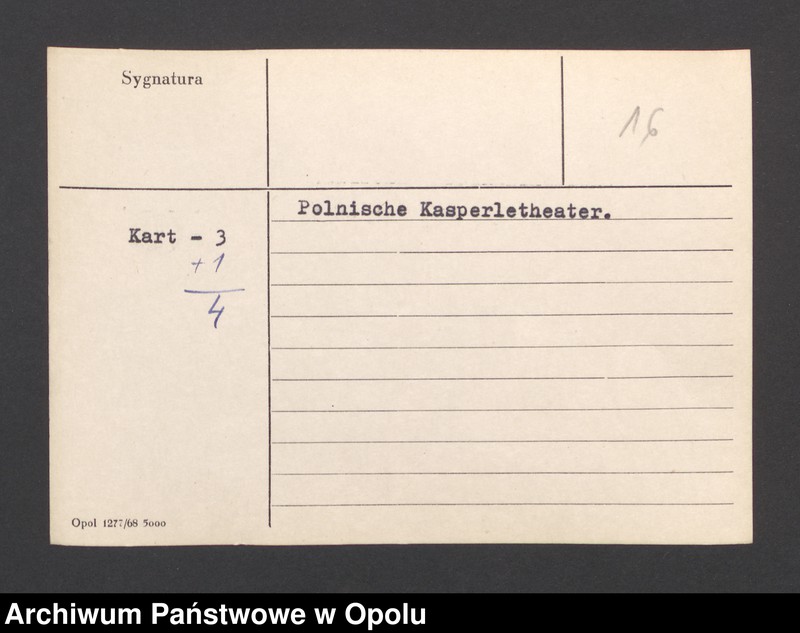 Sygnatura
16
Polnische Kasperletheater.
Kart - 3
+1
4
Opol 1277/68 5000
Archiwum Państwowe w Opolu